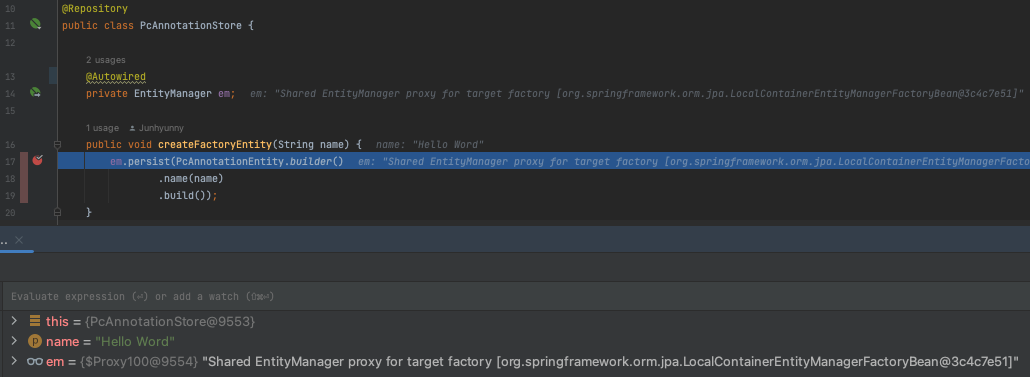 10 @Repository
11 public class PcAnnotationStore {
12
2 usages
13 @Autowired
14 private EntityManager em; em: "Shared EntityManager proxy for target factory [org.springframework.orm.jpa.LocalContainerEntityManagerFactoryBean@3c4c7e51]"
15
1 usage Junhyunny
16 public void createFactoryEntity(String name) { name: "Hello Word"
17 em.persist(PcAnnotationEntity.builder() em: "Shared EntityManager proxy for target factory [org.springframework.orm.jpa.LocalContainerEntityManagerFacto
18 .name(name)
19 .build());
20 }
.. ×
Evaluate expression (⏎) or add a watch (⇧⌘⏎)
this = {PcAnnotationStore@9553}
p name = "Hello Word"
em = {$Proxy100@9554} "Shared EntityManager proxy for target factory [org.springframework.orm.jpa.LocalContainerEntityManagerFactoryBean@3c4c7e51]"